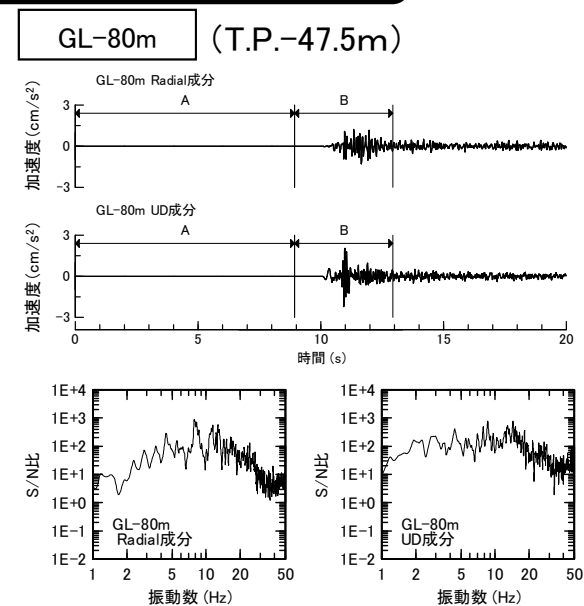 GL-80m (T.P.-47.5m)
GL-80m Radial成分
加速度(cm/s²)
3
0
-3
A
B
GL-80m UD成分
加速度(cm/s²)
3
0
-3
A
B
0 5 10 15 20
時間(s)
S/N比
1E+4
1E+3
1E+2
1E+1
1E+0
1E-1
1E-2
GL-80m
Radial成分
1 2 5 10 20 50
振動数(Hz)
S/N比
1E+4
1E+3
1E+2
1E+1
1E+0
1E-1
1E-2
GL-80m
UD成分
1 2 5 10 20 50
振動数(Hz)